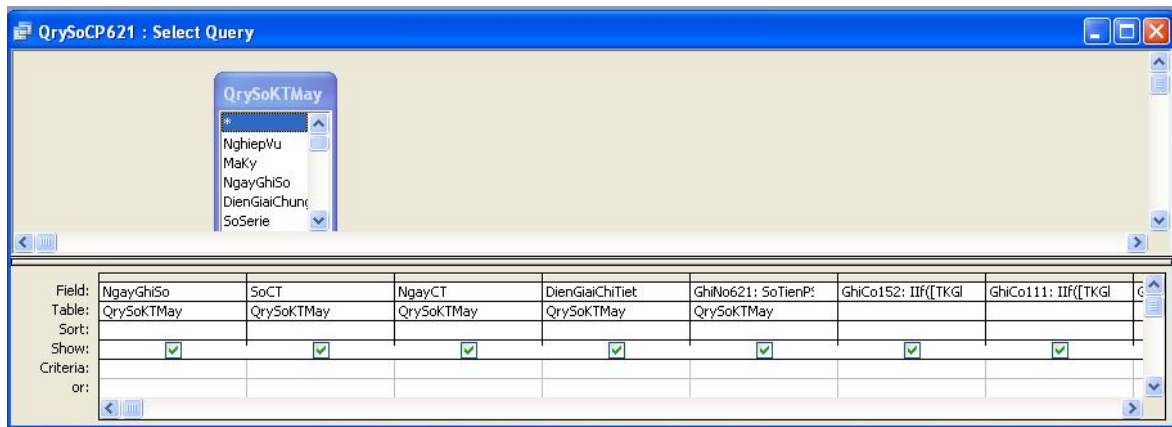 QrySoCP621 : Select Query
QrySoKTMay
*
NghiepVu
MaKy
NgayGhiSo
DienGiaiChung
SoSerie
Field: NgayGhiSo SoCT NgayCT DienGiaiChiTiet GhiNo621: SoTienPS GhiCo152: IIf([TKGl GhiCo111: IIf([TKGl
Table: QrySoKTMay QrySoKTMay QrySoKTMay QrySoKTMay QrySoKTMay
Sort:
Show:
Criteria:
or: